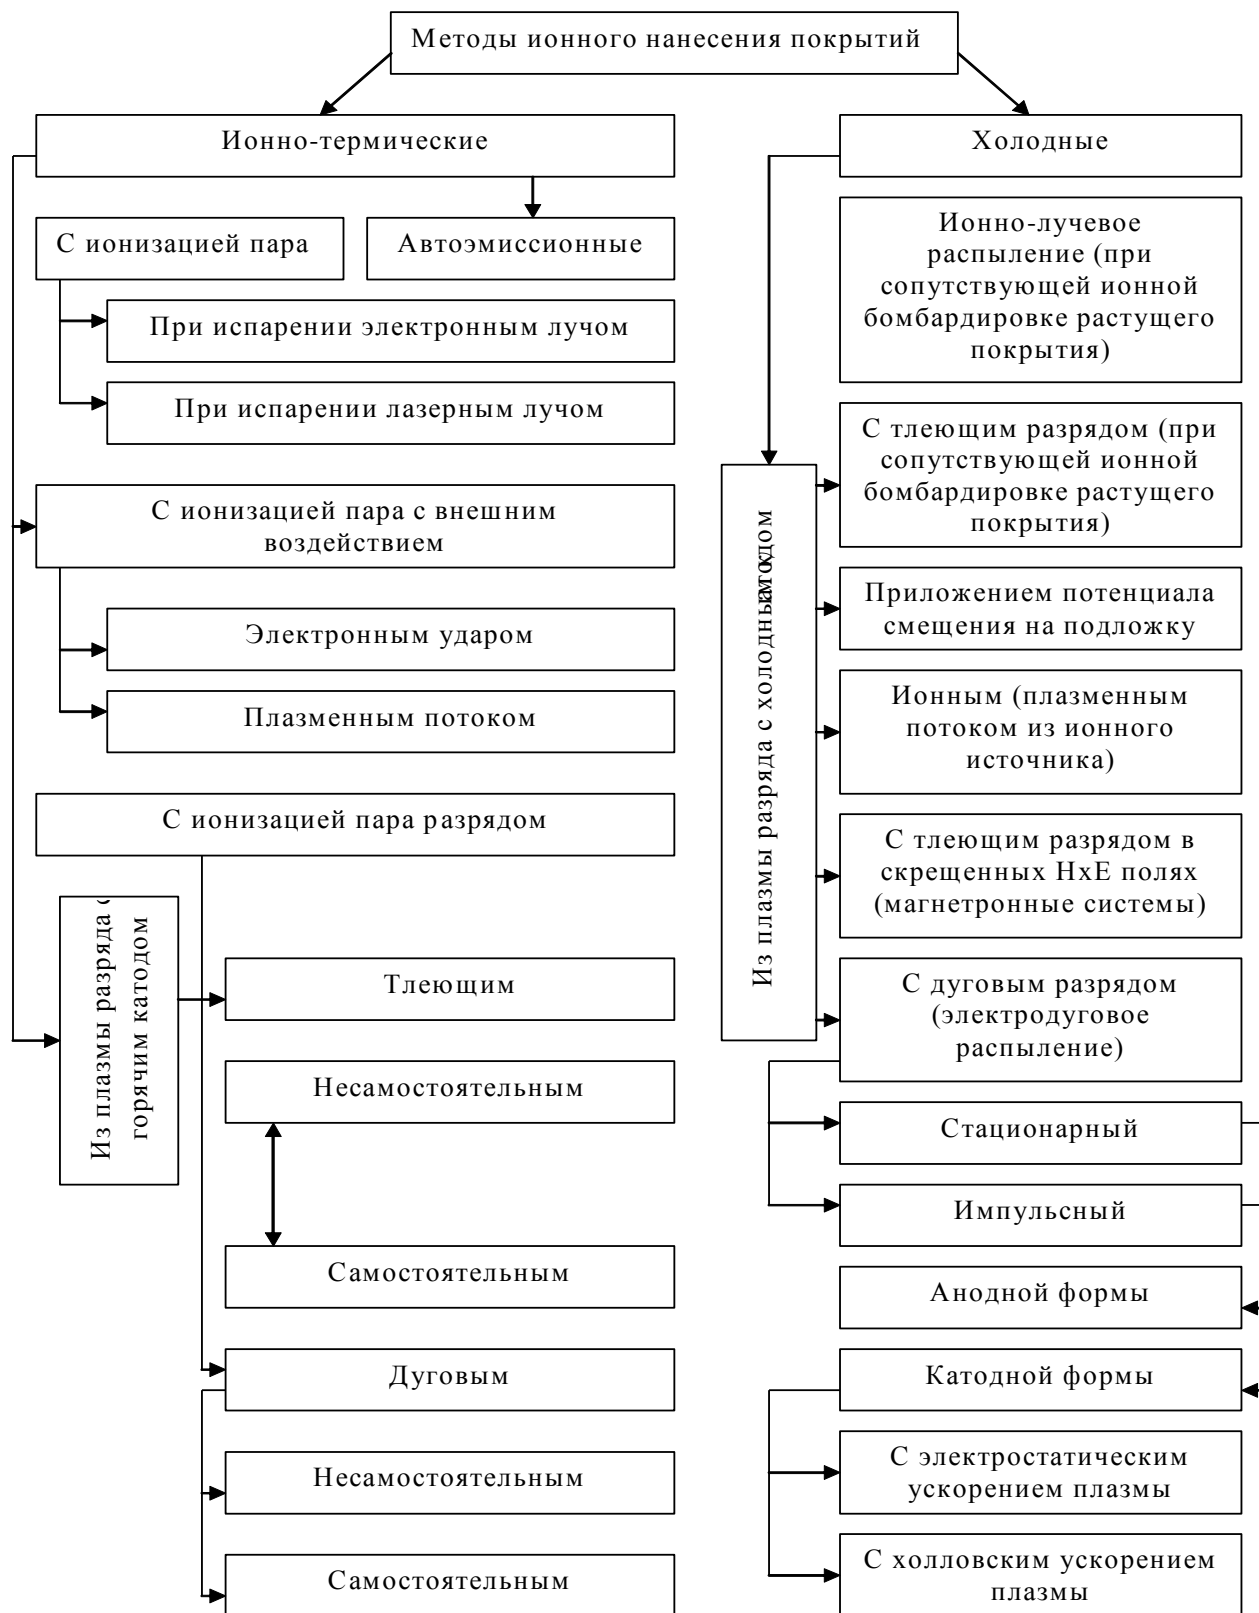 Методы ионного нанесения покрытий
Ионно-термические
Холодные
С ионизацией пара
Автоэмиссионные
При испарении электронным лучом
При испарении лазерным лучом
С ионизацией пара с внешним
воздействием
Электронным ударом
Плазменным потоком
С ионизацией пара разрядом
Из плазмы разряда
горячим катодом
Тлеющим
Несамостоятельным
Самостоятельным
Дуговым
Несамостоятельным
Самостоятельным
Ионно-лучевое
распыление (при
сопутствующей ионной
бомбардировке растущего
покрытия)
Из плазмы разряда с
С тлеющим разрядом (при
сопутствующей ионной
бомбардировке растущего
покрытия)
Приложением потенциала
смещения на подложку
Ионным (плазменным
потоком из ионного
источника)
С тлеющим разрядом в
скрещенных НхЕ полях
(магнетронные системы)
С дуговым разрядом
(электродуговое
распыление)
Стационарный
Импульсный
Анодной формы
Катодной формы
С электростатическим
ускорением плазмы
С холловским ускорением
плазмы